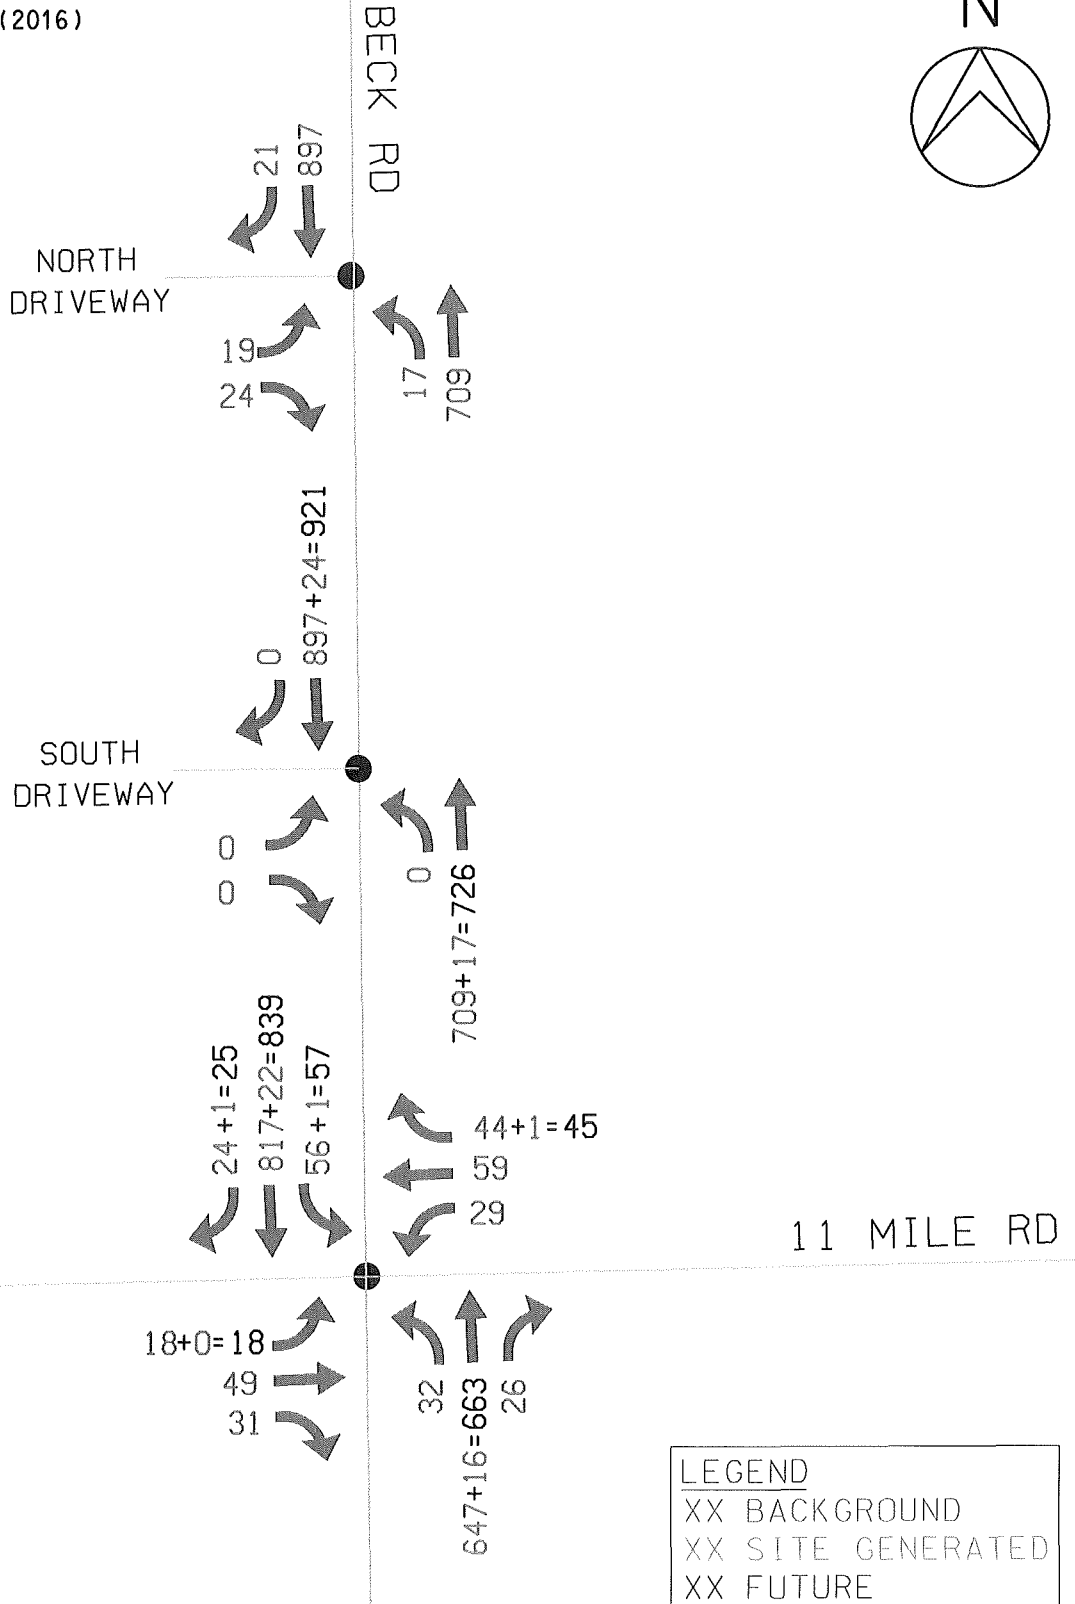 (2016)
N
BECK RD
21
897
NORTH
DRIVEWAY
19
24
17
709
897+24=921
0
SOUTH
DRIVEWAY
0
0
0
709+17=726
24+1=25
817+22=839
56+1=57
44+1=45
59
29
11 MILE RD
18+0=18
49
31
32
647+16=663
26
LEGEND
XX BACKGROUND
XX SITE GENERATED
XX FUTURE